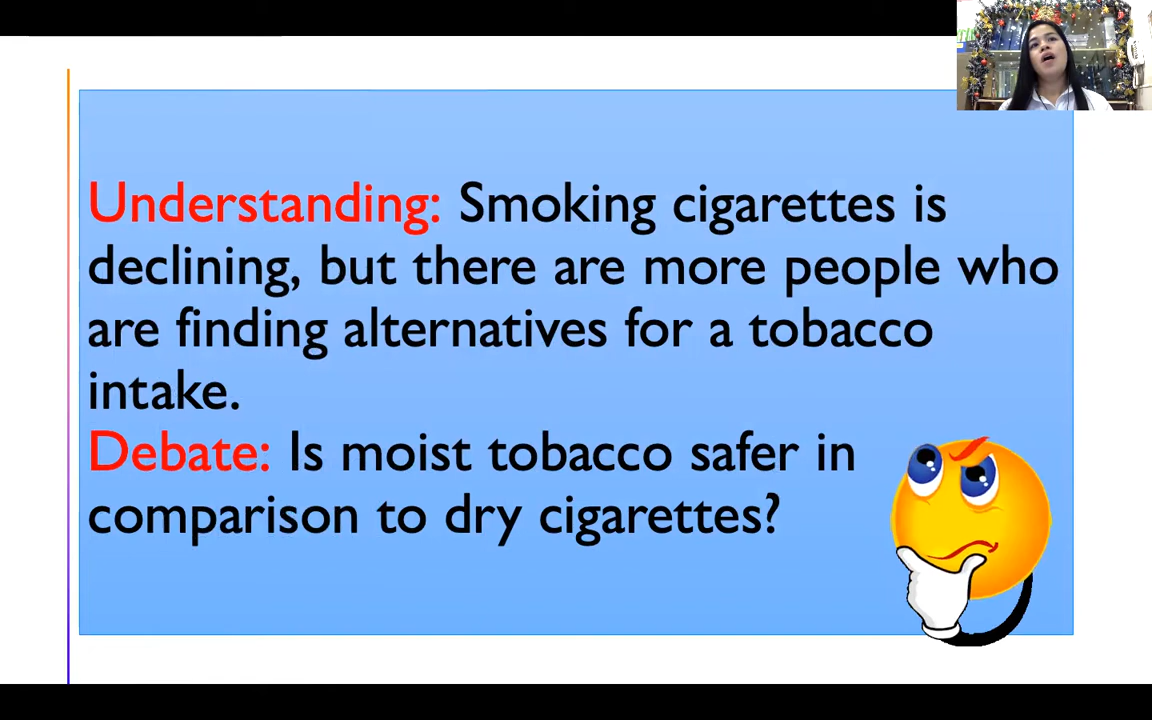 Understanding: Smoking cigarettes is
declining, but there are more people who
are finding alternatives for a tobacco
intake.
Debate: Is moist tobacco safer in
comparison to dry cigarettes?